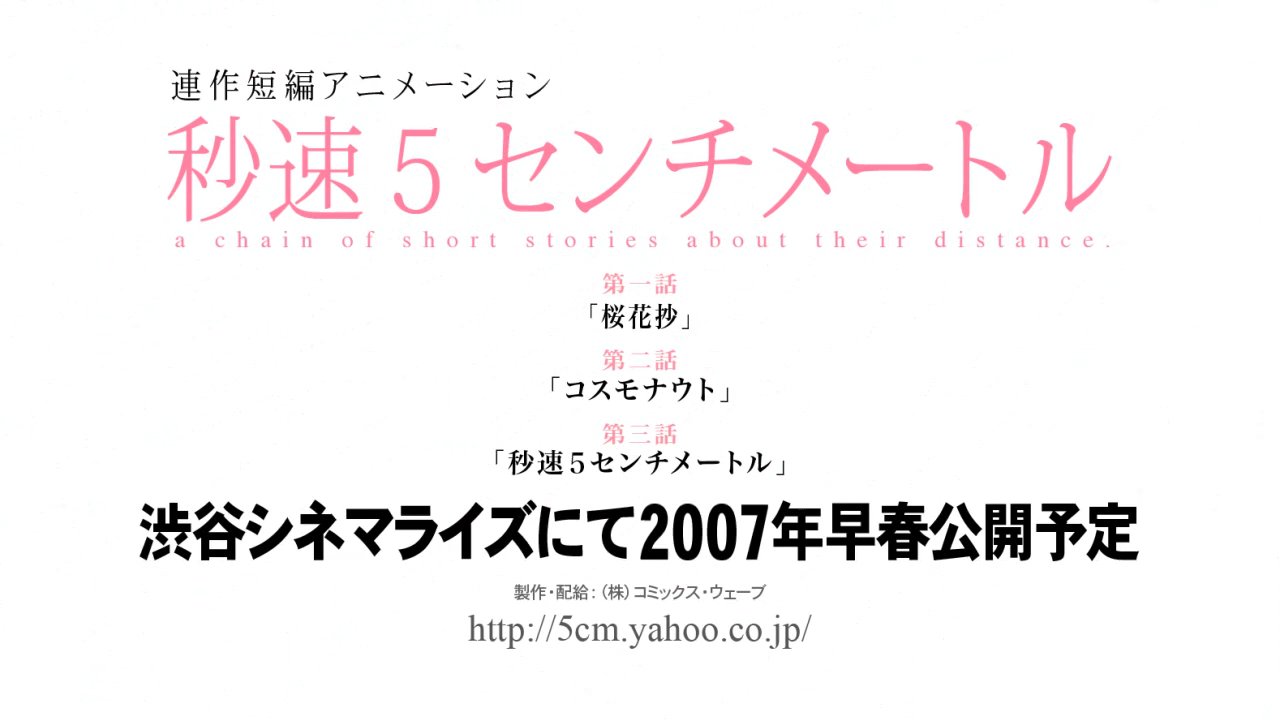 連作短編アニメーション
秒速５センチメートル
a chain of short stories about their distance.
第一話
「桜花抄」
第二話
「コスモナウト」
第三話
「秒速５センチメートル」
渋谷シネマライズにて2007年早春公開予定
製作・配給：（株）コミックス・ウェーブ
http://5cm.yahoo.co.jp/